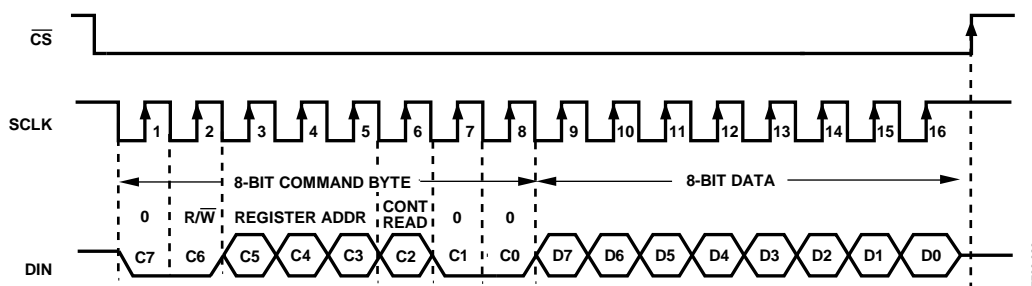 CS
SCLK 1 2 3 4 5 6 7 8 9 10 11 12 13 14 15 16
8-BIT COMMAND BYTE 8-BIT DATA
0 R/W REGISTER ADDR CONT READ 0 0
DIN C7 C6 C5 C4 C3 C2 C1 C0 D7 D6 D5 D4 D3 D2 D1 D0